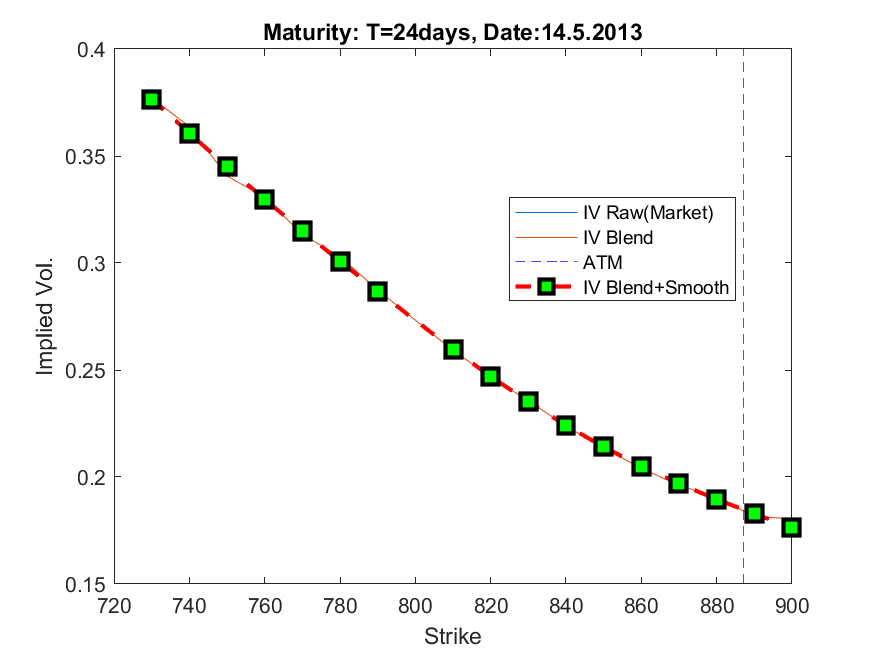 Maturity: T=24days, Date:14.5.2013
0.4
0.35
0.3
0.25
0.2
0.15
Implied Vol.
IV Raw(Market)
IV Blend
ATM
IV Blend+Smooth
720 740 760 780 800 820 840 860 880 900
Strike